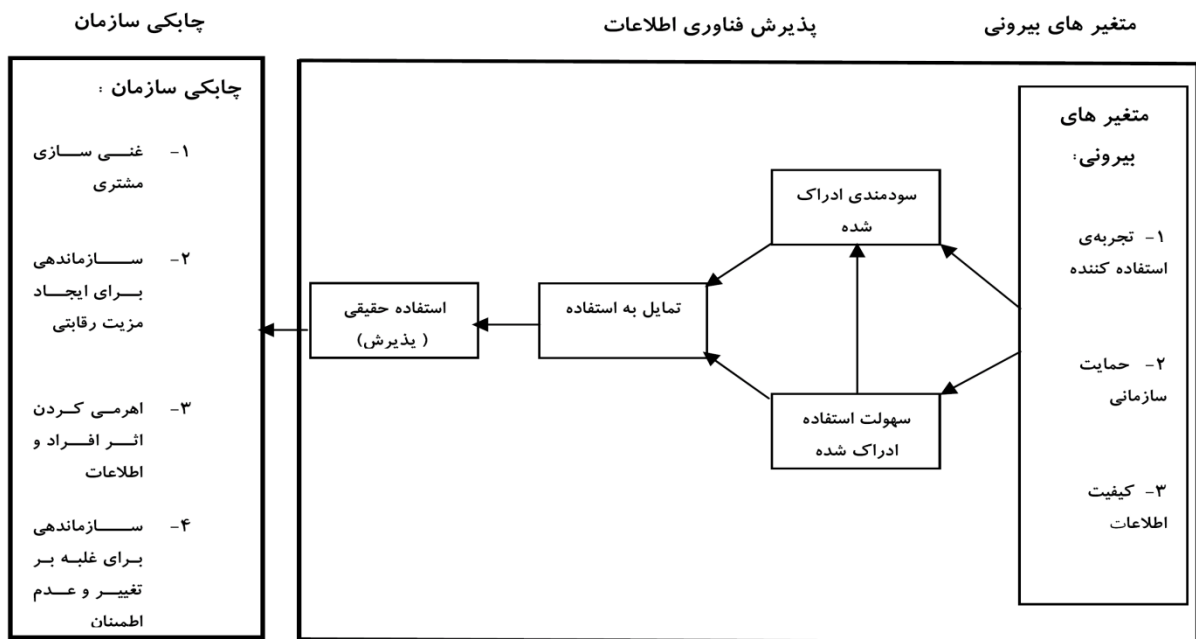 متغیر های بیرونی
پذیرش فناوری اطلاعات
چابکی سازمان
متغیر های
بیرونی:
۱- تجربه‌ی
استفاده کننده
۲- حمایت
سازمانی
۳- کیفیت
اطلاعات
سودمندی ادراک
شده
سهولت استفاده
ادراک شده
تمایل به استفاده
استفاده حقیقی
( پذیرش)
چابکی سازمان :
۱- غنی سازی
مشتری
۲- سازماندهی
برای ایجاد
مزیت رقابتی
۳- اهرمی کردن
اثر افراد و
اطلاعات
۴- سازماندهی
برای غلبه بر
تغییر و عدم
اطمینان